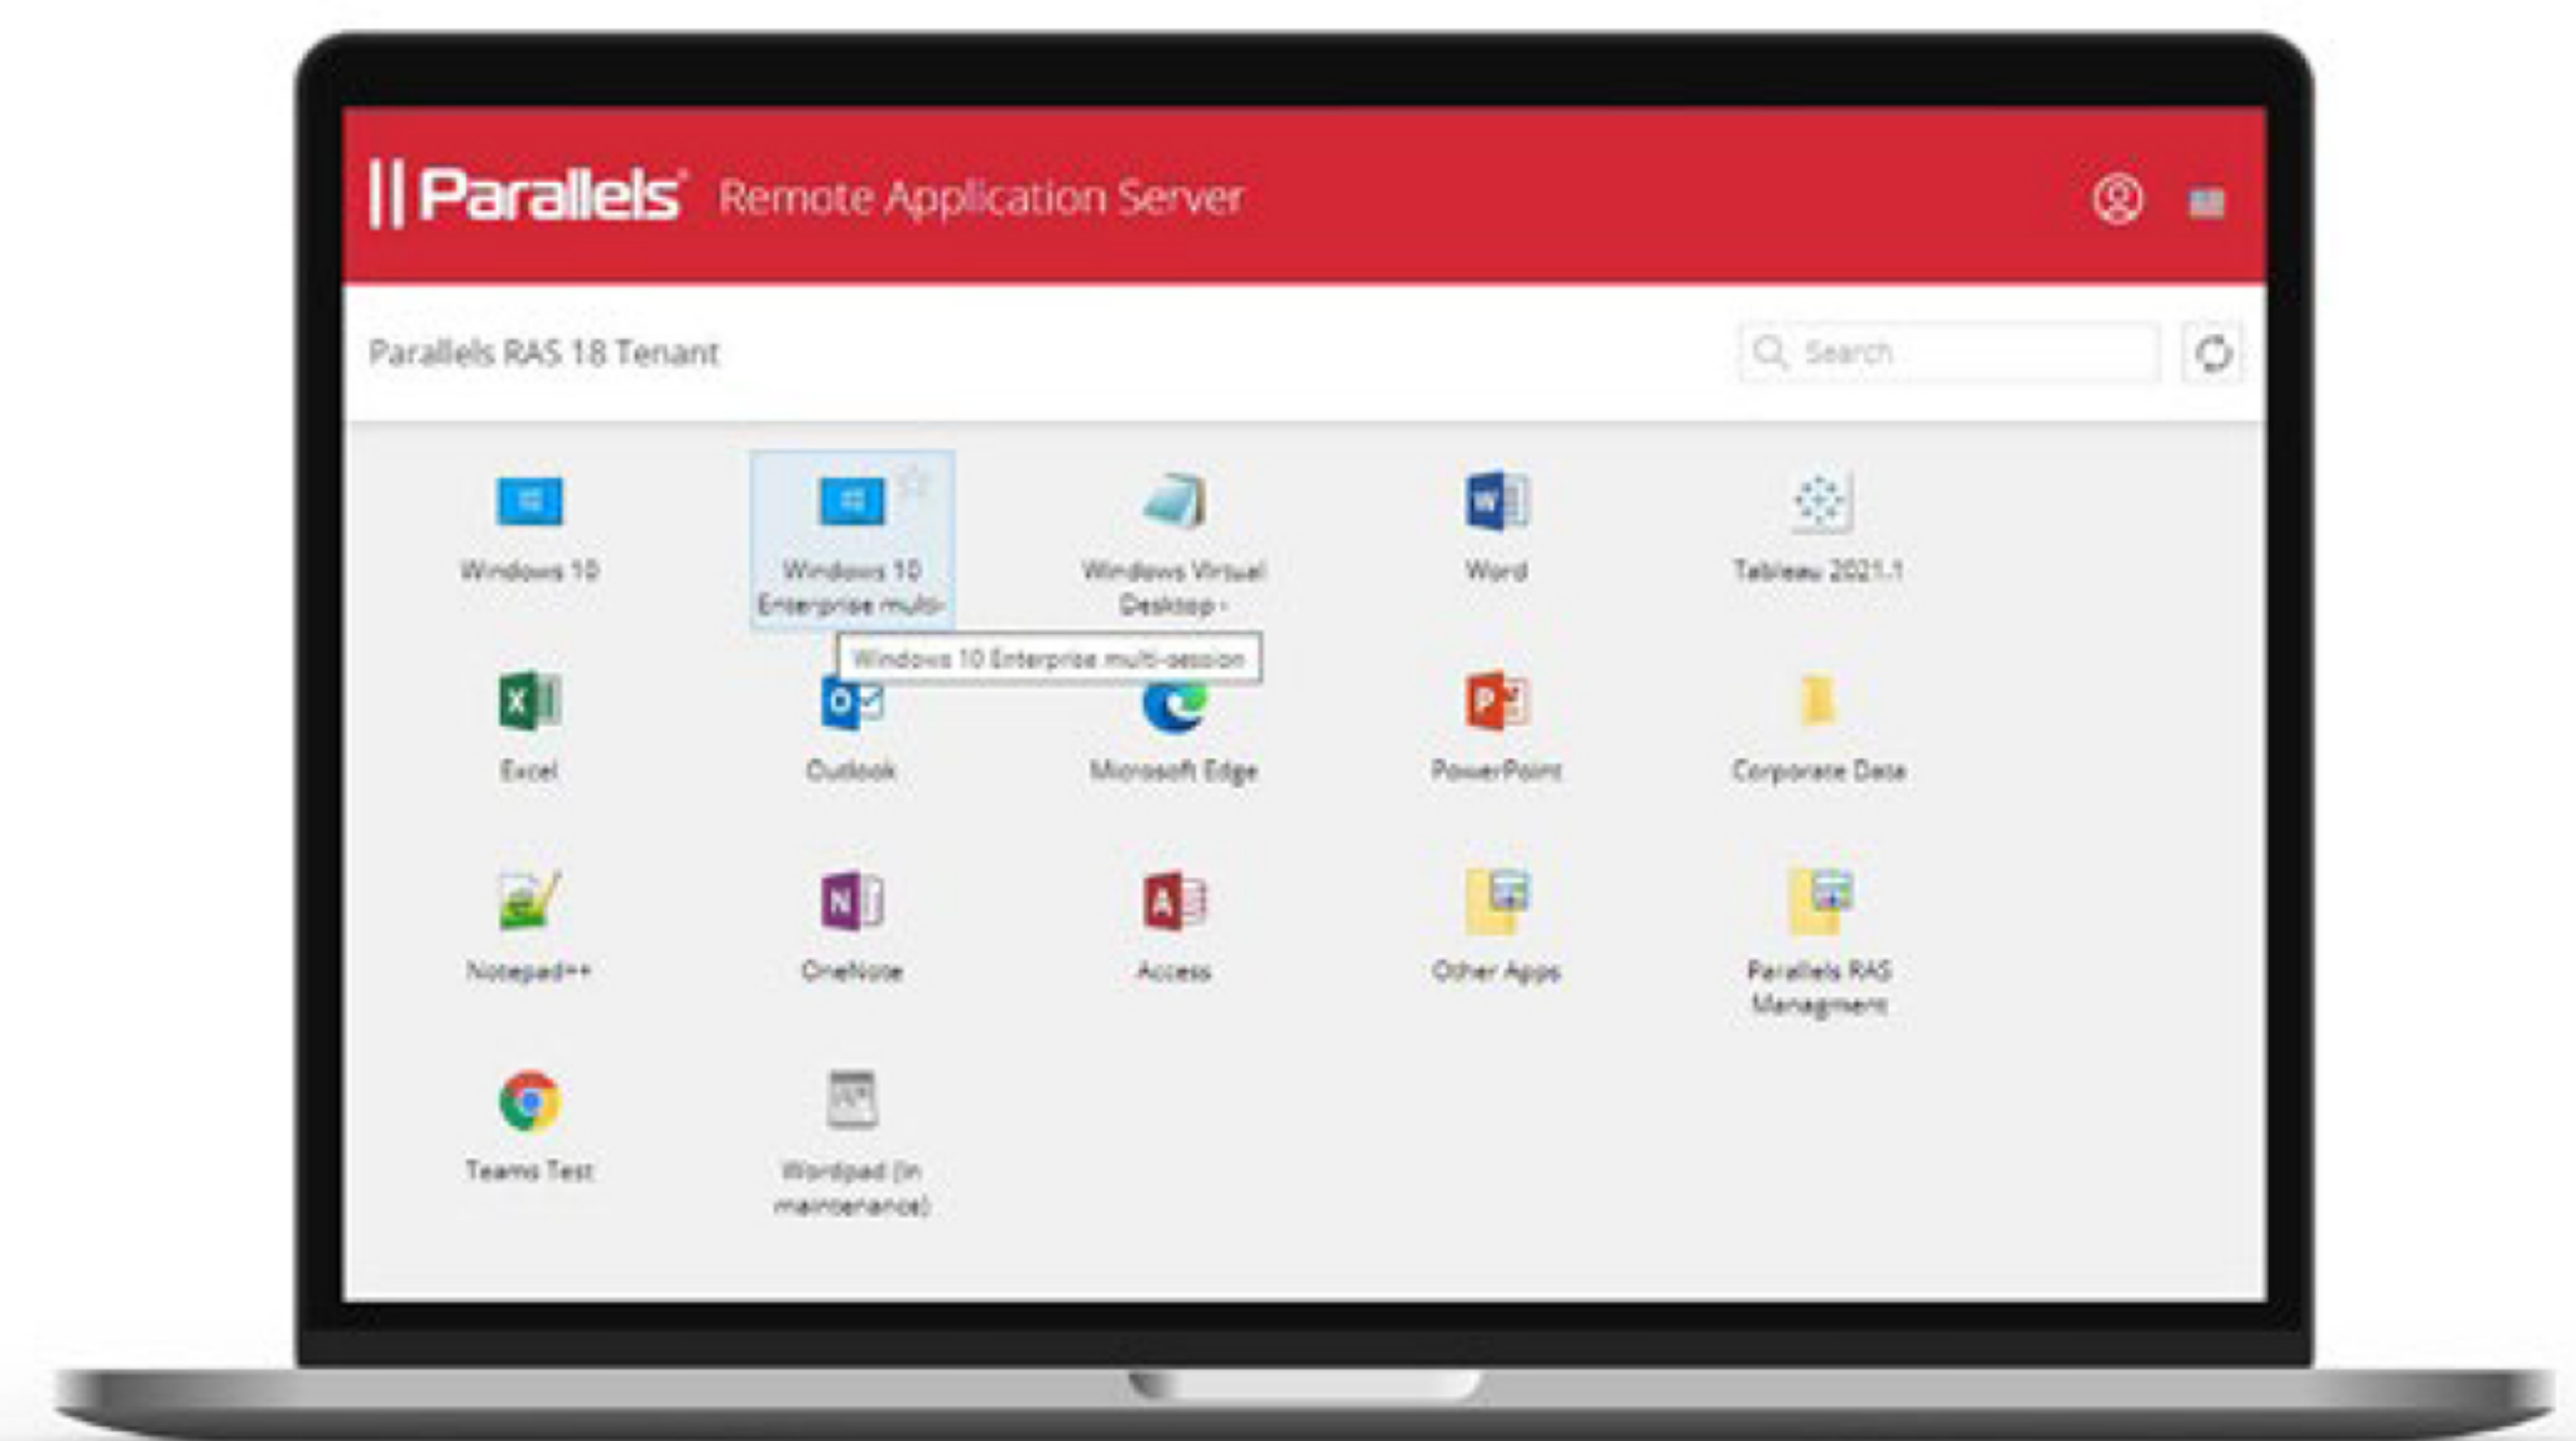 Parallels® Remote Application Server
Parallels RAS 18 Tenant
Search
Windows 10
Windows 10
Enterprise multi-
Windows Virtual
Desktop -
Word
Tableau 2021.1
Windows 10 Enterprise multi-session
Excel
Outlook
Microsoft Edge
PowerPoint
Corporate Data
Notepad++
OneNote
Access
Other Apps
Parallels RAS
Managment
Teams Test
Wordpad (in
maintenance)